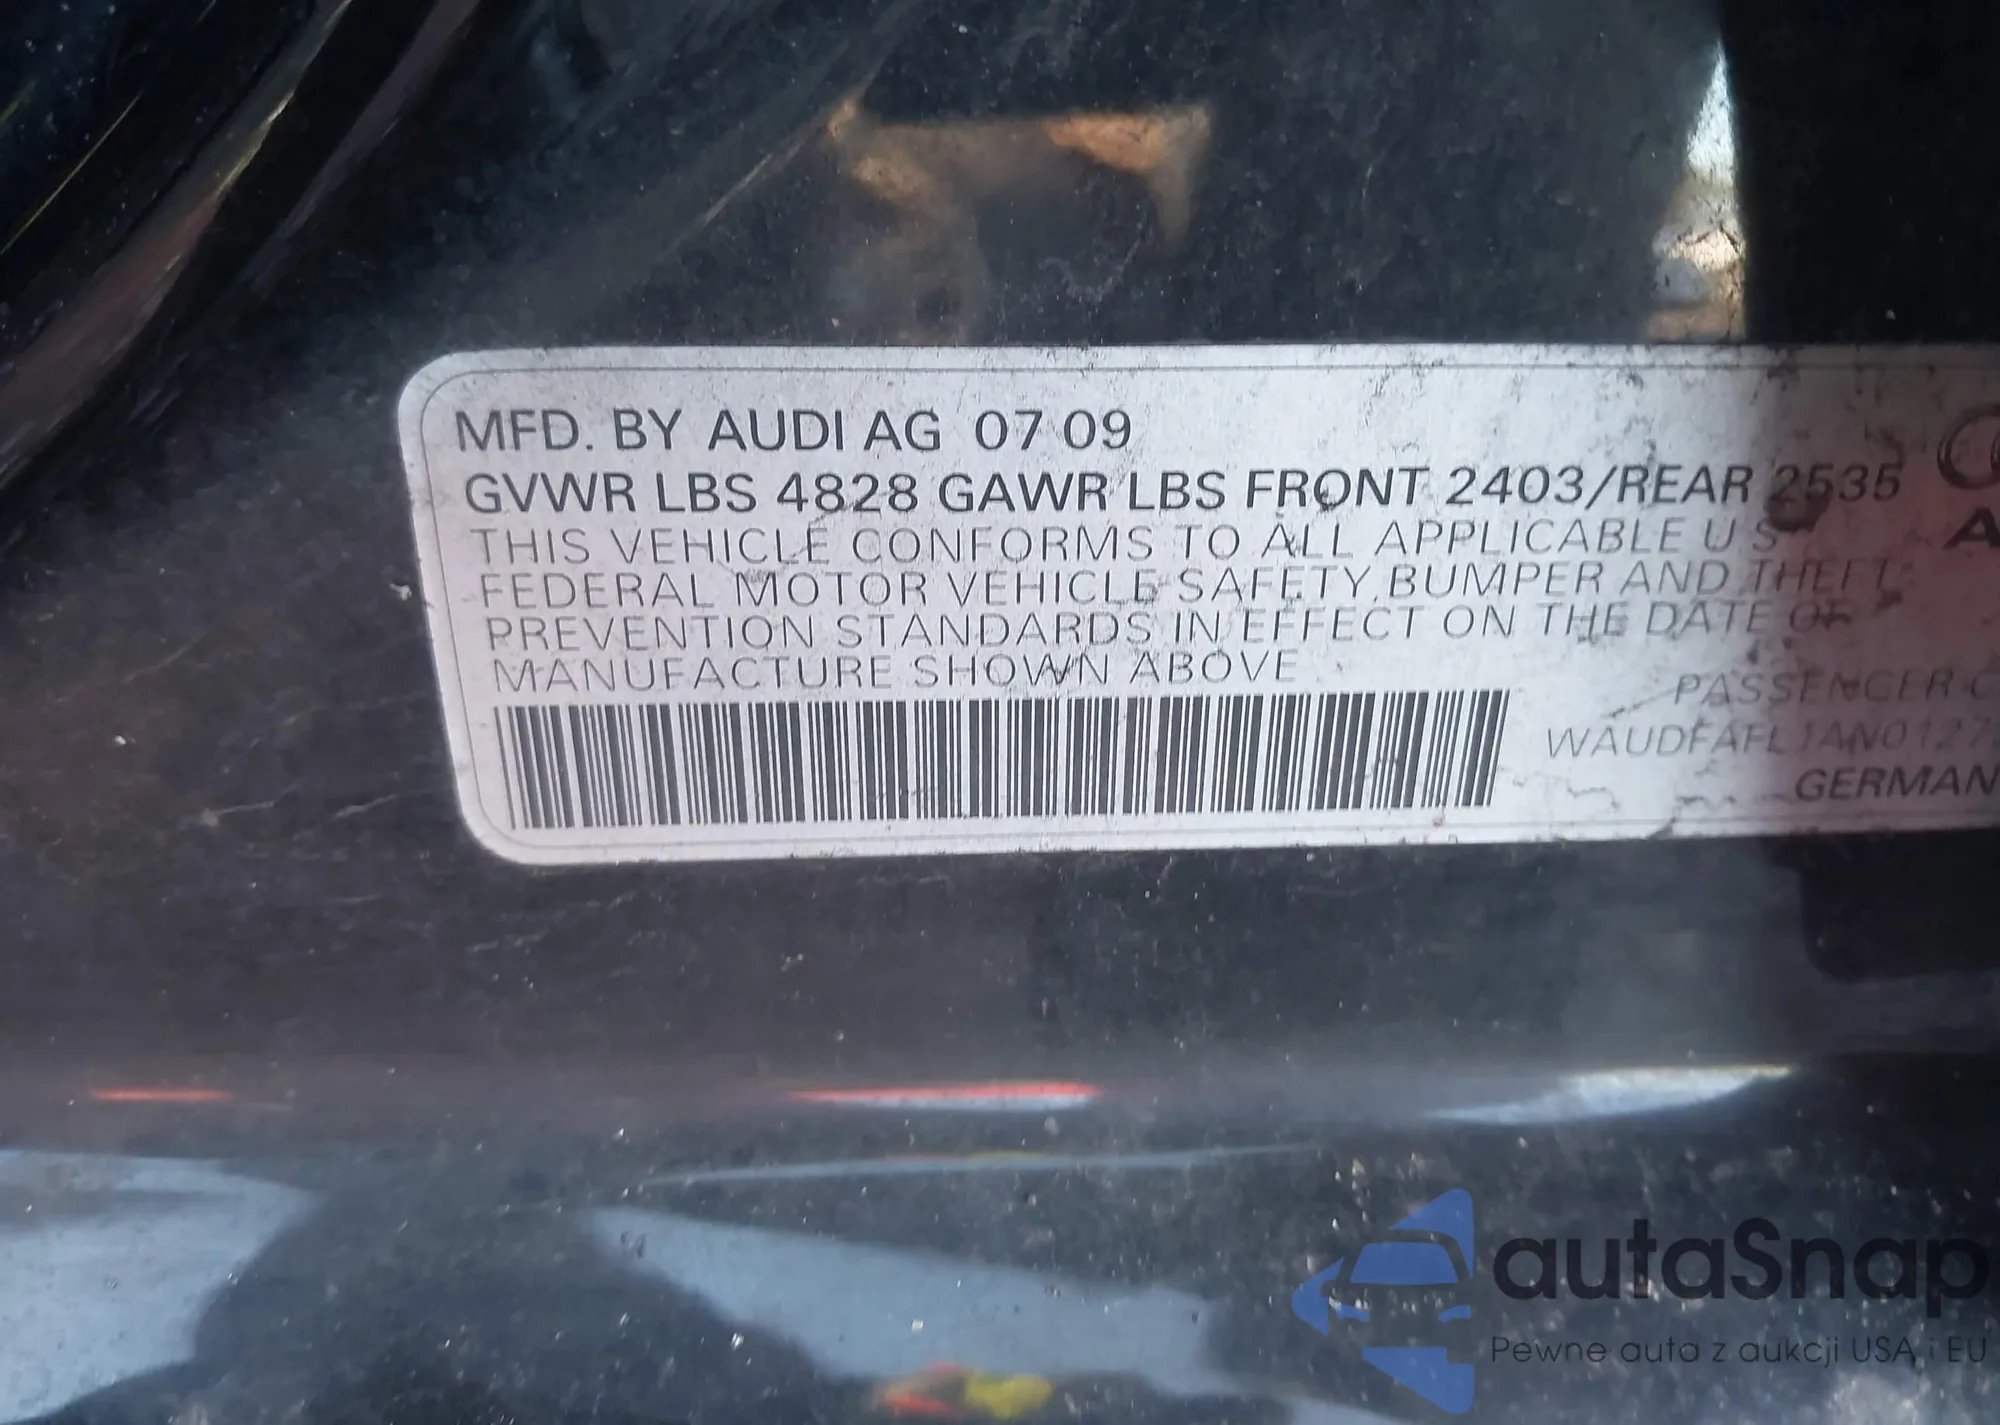 MFD. BY AUDI AG 07 09
GVWR LBS 4828 GAWR LBS FRONT 2403/REAR 2535
THIS VEHICLE CONFORMS TO ALL APPLICABLE U S
FEDERAL MOTOR VEHICLE SAFETY, BUMPER AND THEFT
PREVENTION STANDARDS IN EFFECT ON THE DATE OF
MANUFACTURE SHOWN ABOVE
PASSENGER C
WAUDFAFL1AN0127
GERMAN
autaSnap
Pewne auta z aukcji USA i EU